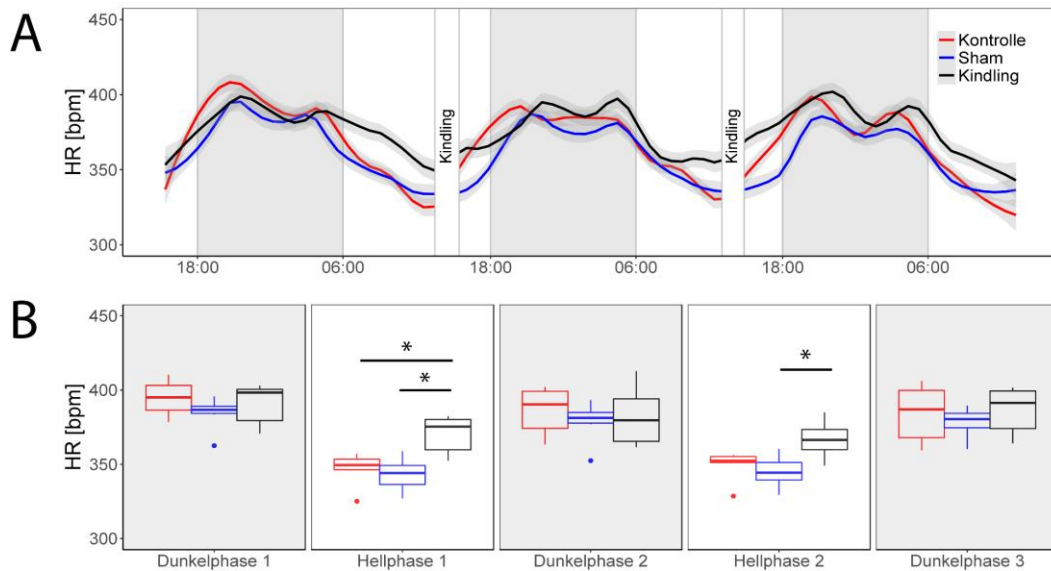 A
HR [bpm]
450
400
350
300
Kontrolle
Sham
Kindling
Kindling
Kindling
18:00
06:00
18:00
06:00
18:00
06:00
B
HR [bpm]
450
400
350
300
*
*
*
Dunkelphase 1
Hellphase 1
Dunkelphase 2
Hellphase 2
Dunkelphase 3